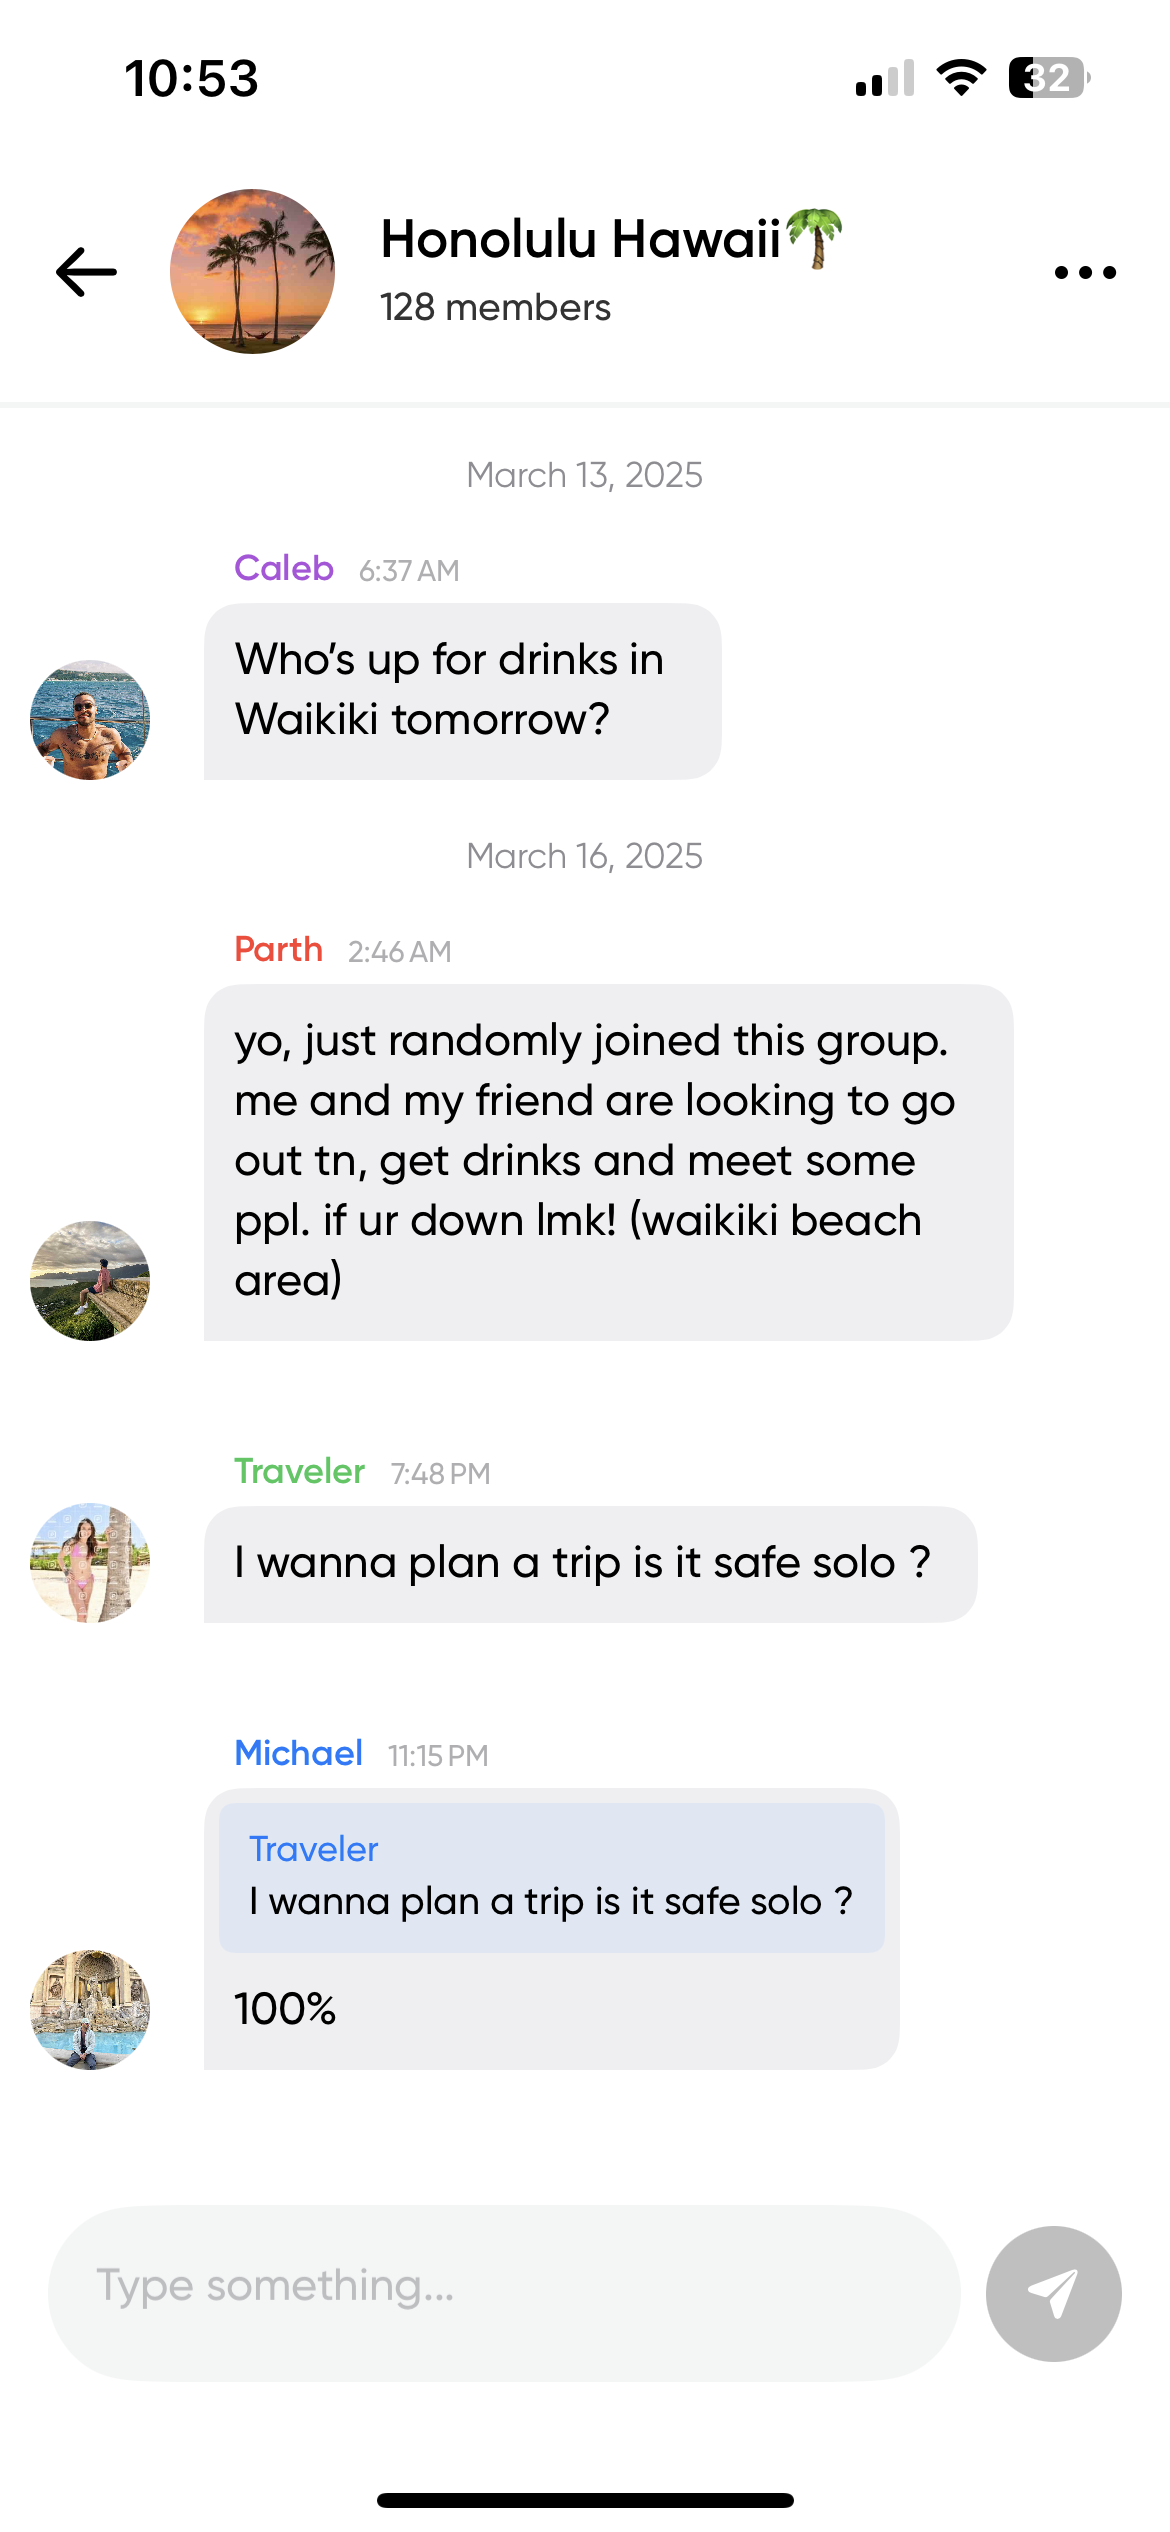 10:53
32
Honolulu Hawaii🌴
128 members
March 13, 2025
Caleb 6:37 AM
Who's up for drinks in
Waikiki tomorrow?
March 16, 2025
Parth 2:46 AM
yo, just randomly joined this group.
me and my friend are looking to go
out tn, get drinks and meet some
ppl. if ur down lmk! (waikiki beach
area)
Traveler 7:48 PM
I wanna plan a trip is it safe solo ?
Michael 11:15 PM
Traveler
I wanna plan a trip is it safe solo ?
100%
Type something...